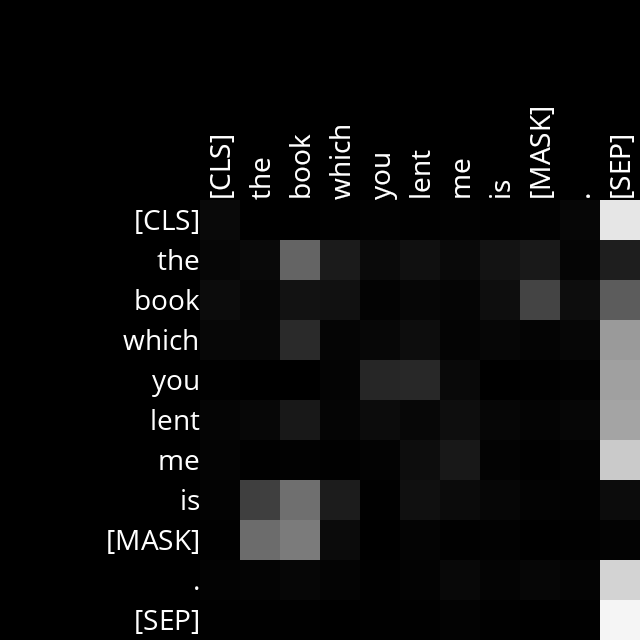 [CLS] the book which you lent me is [MASK] . [SEP]
[CLS]
the
book
which
you
lent
me
is
[MASK]
.
[SEP]